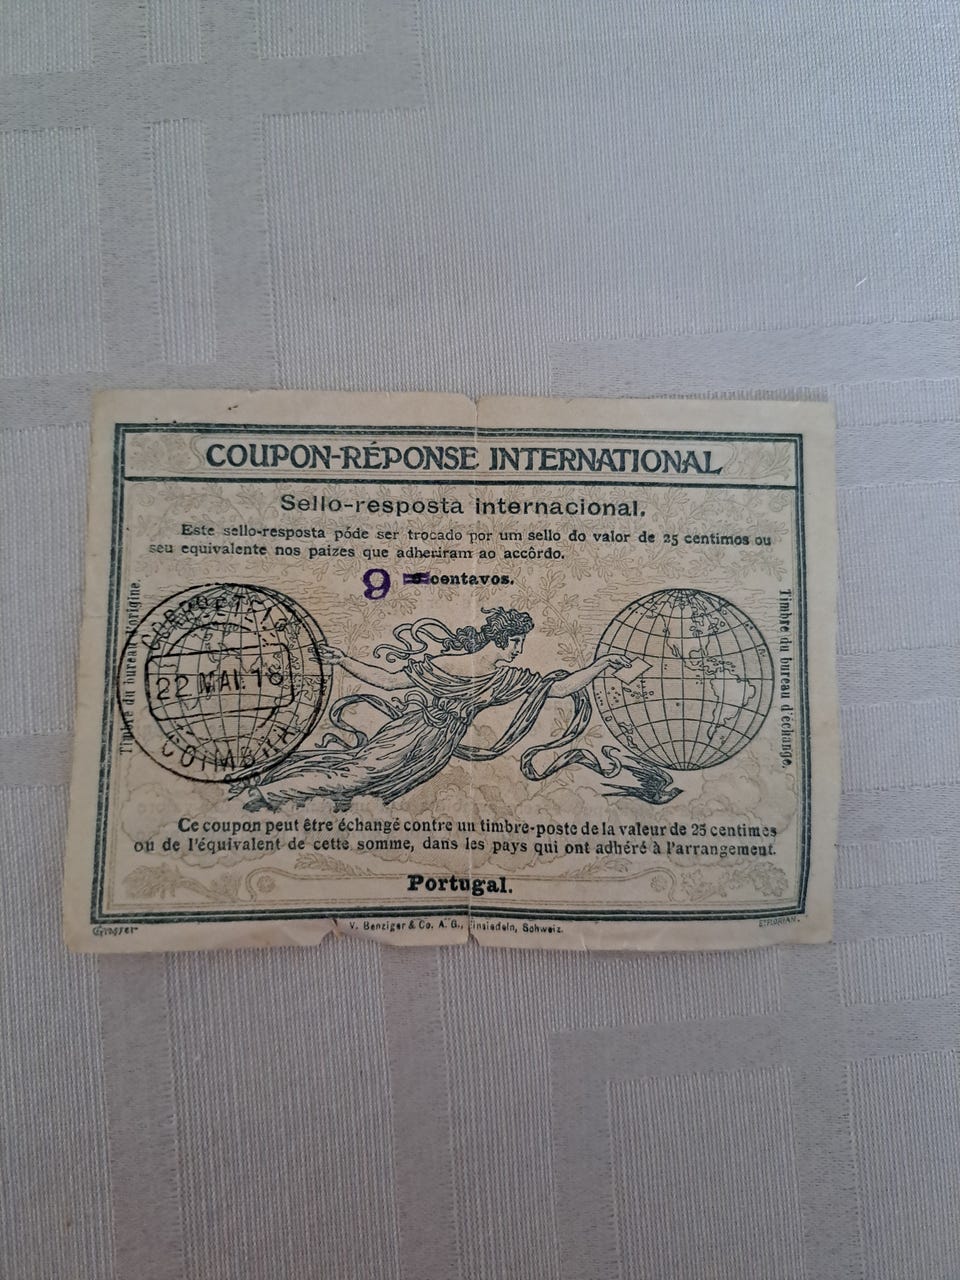 COUPON-RÉPONSE INTERNATIONAL
Sello-resposta internacional.
Este sello-resposta póde ser trocado por um sello do valor de 25 centimos ou
seu equivalente nos paizes que adheriram ao accôrdo.
9 centavos.
Timbre du bureau d'origine.
22 MAI. 18
COIMBRA
Timbre du bureau d'échange.
Ce coupon peut être échangé contre un timbre-poste de la valeur de 25 centimes
ou de l'équivalent de cette somme, dans les pays qui ont adhéré à l'arrangement.
Portugal.
Grasset
V. Benziger & Co. A. G., Einsiedeln, Schweiz.
E. FLORIAN.